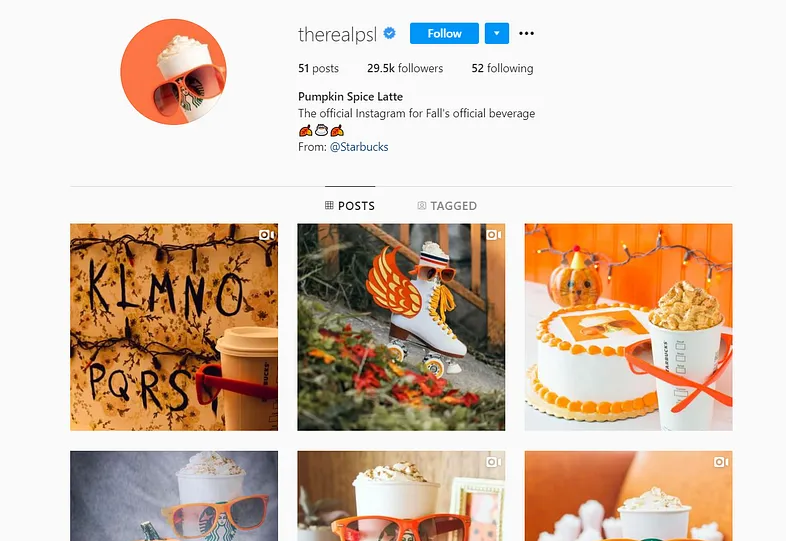 therealpsl Follow
51 posts 29.5k followers 52 following
Pumpkin Spice Latte
The official Instagram for Fall's official beverage
From: @Starbucks
POSTS TAGGED
KLMNO
PQRS
STARBUCKS